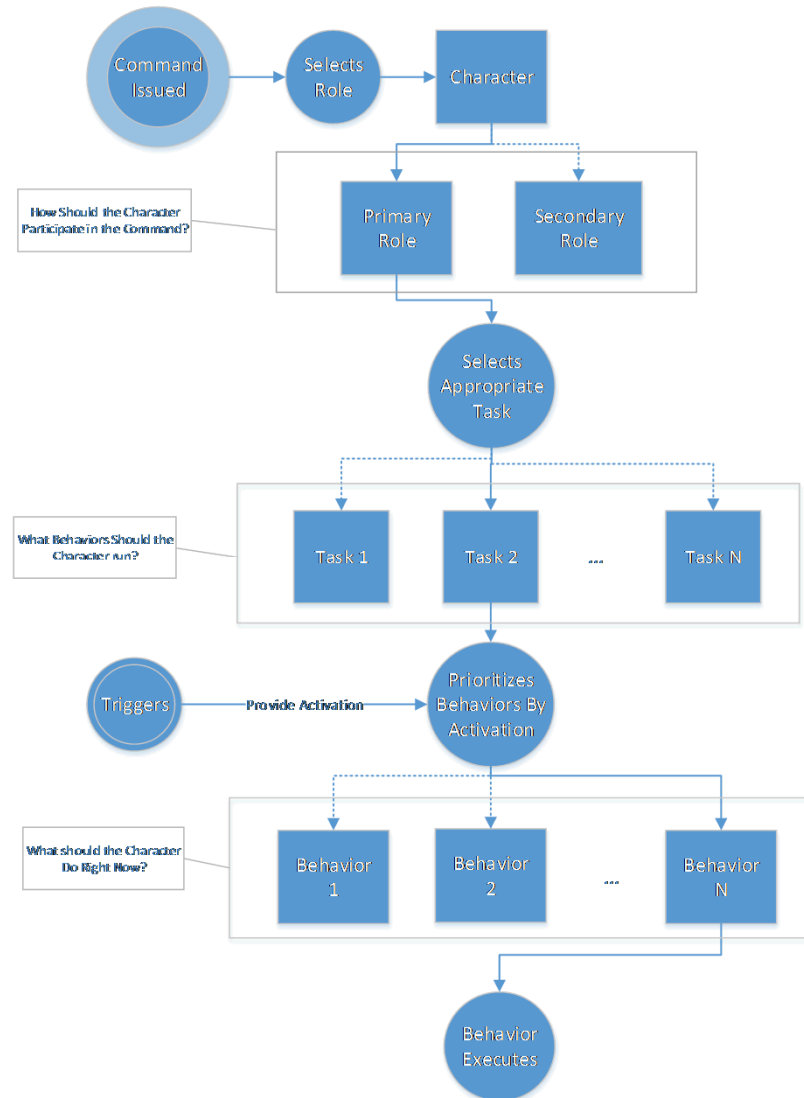 Command
Issued
Selects
Role
Character
How Should the Character
Participate in the Command?
Primary
Role
Secondary
Role
Selects
Appropriate
Task
What Behaviors Should the
Character run?
Task 1
Task 2
...
Task N
Triggers
Provide Activation
Prioritizes
Behaviors By
Activation
What should the Character
Do Right Now?
Behavior
1
Behavior
2
...
Behavior
N
Behavior
Executes